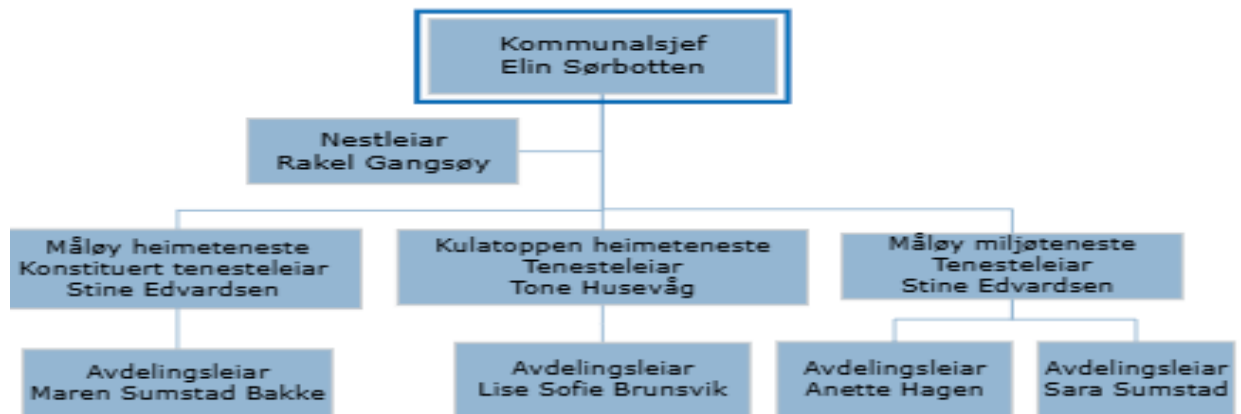 Kommunalsjef
Elin Sørbotten
Nestleiar
Rakel Gangsøy
Måløy heimeteneste
Konstituert tenesteleiar
Stine Edvardsen
Kulatoppen heimeteneste
Tenesteleiar
Tone Husevåg
Måløy miljøteneste
Tenesteleiar
Stine Edvardsen
Avdelingsleiar
Maren Sumstad Bakke
Avdelingsleiar
Lise Sofie Brunsvik
Avdelingsleiar
Anette Hagen
Avdelingsleiar
Sara Sumstad